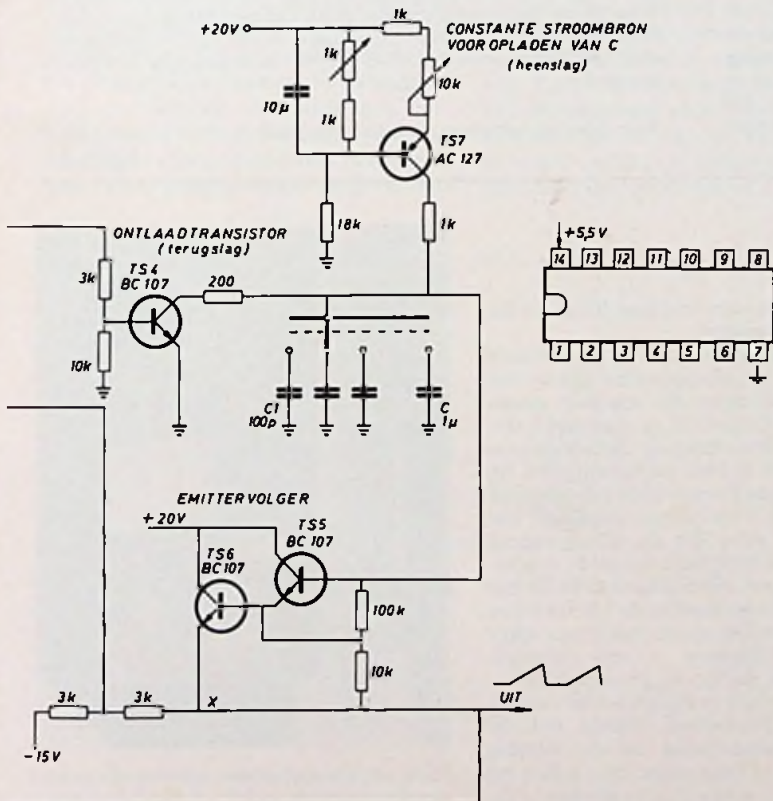 +20V
1k
CONSTANTE STROOMBRON
VOOR OPLADEN VAN C
(heenslag)
1k
10k
10µ
1k
TS7
AC 127
18k
1k
ONTLAADTRANSISTOR
(terugslag)
TS4
BC 107
200
3k
10k
+5,5V
14 13 12 11 10 9 8
1 2 3 4 5 6 7
C1
100p
C
1µ
EMITTERVOLGER
+20V
TS5
BC 107
TS6
BC 107
100k
10k
3k
3k
X
UIT
-15V